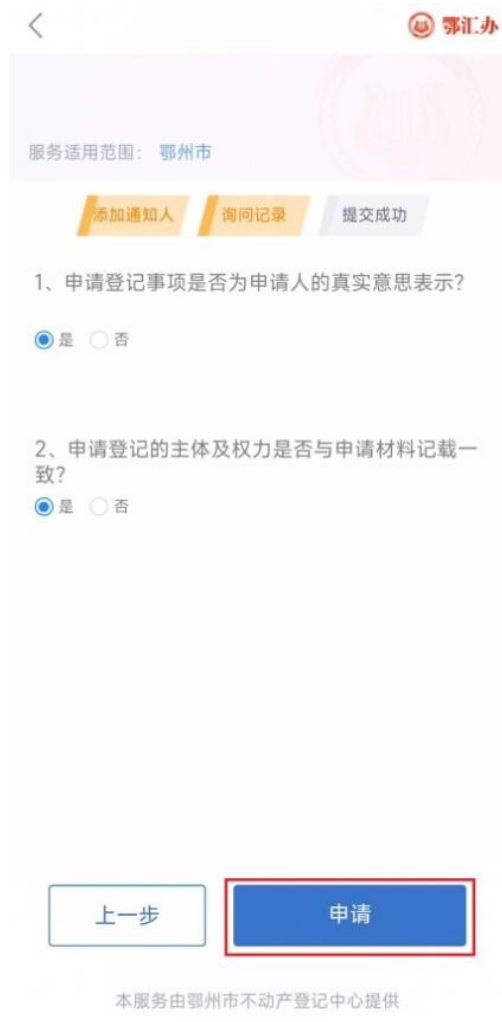 鄂汇办
服务适用范围： 鄂州市
添加通知人 询问记录 提交成功
1、申请登记事项是否为申请人的真实意思表示?
是 否
2、申请登记的主体及权力是否与申请材料记载一
致?
是 否
上一步 申请
本服务由鄂州市不动产登记中心提供